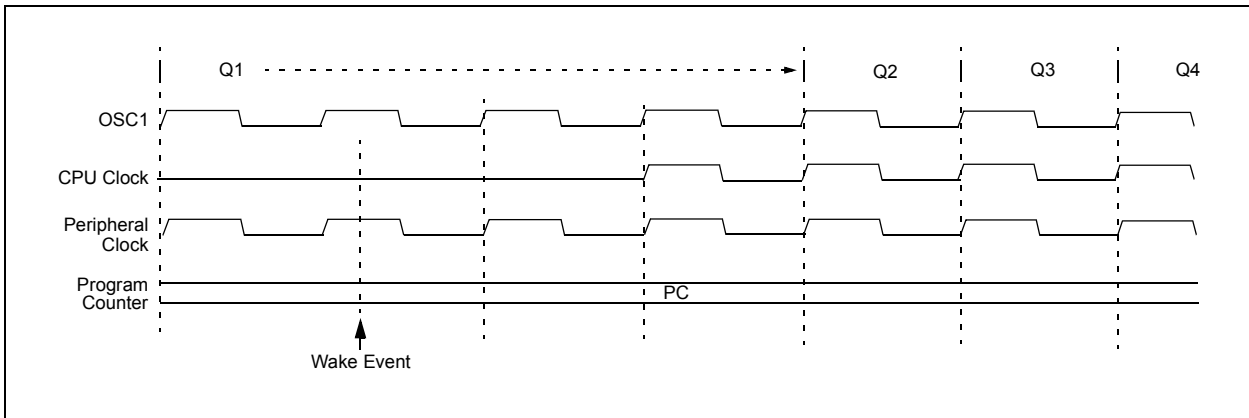 Q1 Q2 Q3 Q4
OSC1
CPU Clock
Peripheral
Clock
Program
Counter
PC
Wake Event